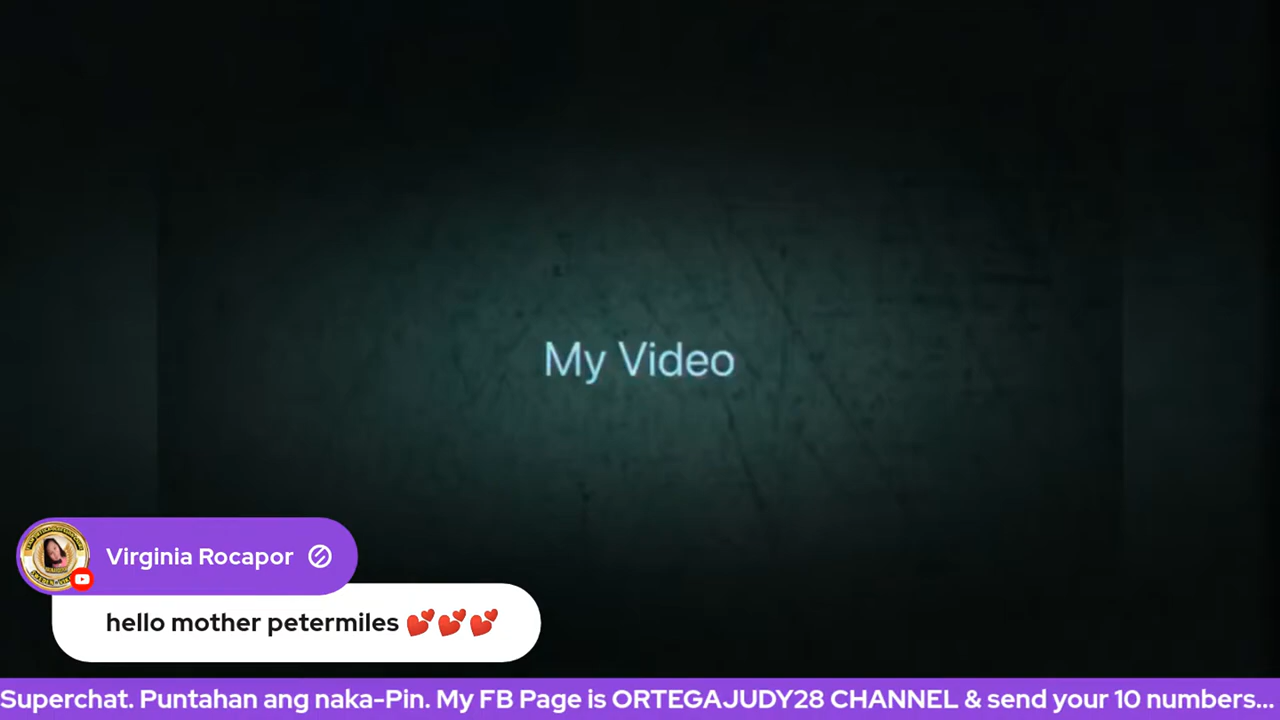 My Video
Virginia Rocapor
hello mother petermiles 💕💕💕
Superchat. Puntahan ang naka-Pin. My FB Page is ORTEGAJUDY28 CHANNEL & send your 10 numbers...